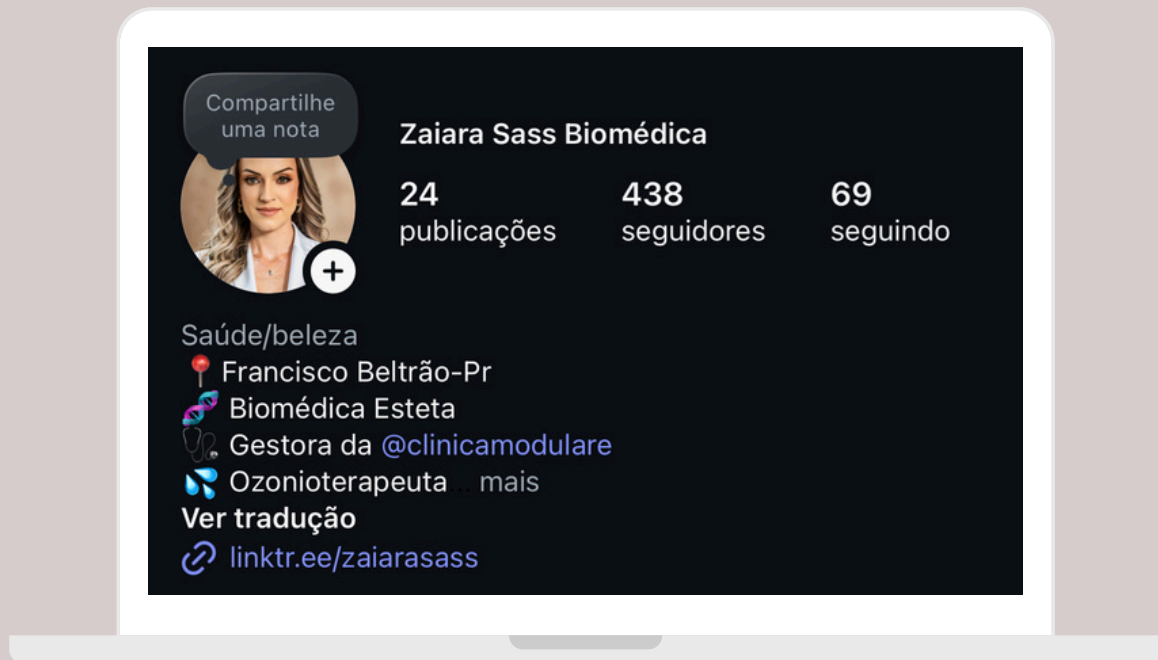 Compartilhe
uma nota
Zaiara Sass Biomédica
24 438 69
publicações seguidores seguindo
Saúde/beleza
📍 Francisco Beltrão-Pr
🧬 Biomédica Esteta
🩺 Gestora da @clinicamodulare
💦 Ozonioterapeuta... mais
Ver tradução
linktr.ee/zaiarasass